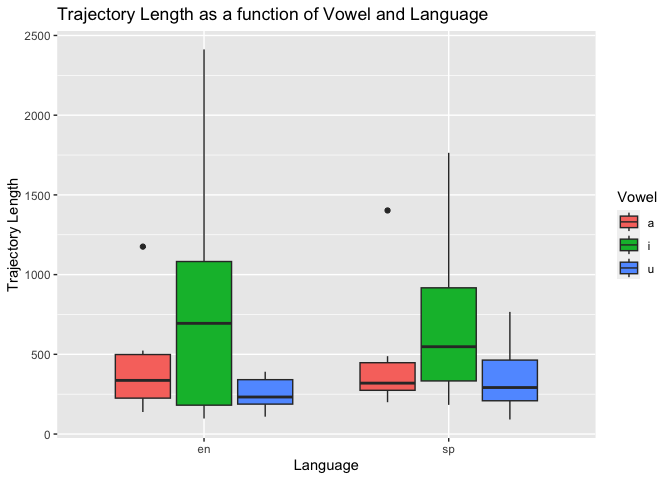 Trajectory Length as a function of Vowel and Language
2500
2000
1500
1000
500
0
Trajectory Length
en
sp
Language
Vowel
a
i
u